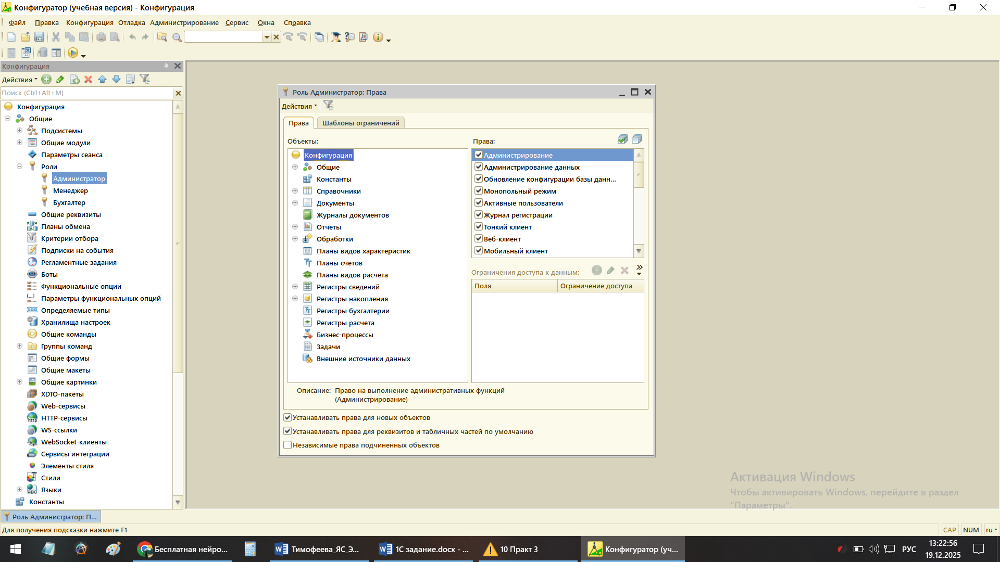 Конфигуратор (учебная версия) - Конфигурация
Файл Правка Конфигурация Отладка Администрирование Сервис Окна Справка
Конфигурация
Действия
Поиск (Ctrl+Alt+M)
Конфигурация
Общие
Подсистемы
Общие модули
Параметры сеанса
Роли
Администратор
Менеджер
Бухгалтер
Общие реквизиты
Планы обмена
Критерии отбора
Подписки на события
Регламентные задания
Боты
Функциональные опции
Параметры функциональных опций
Определяемые типы
Хранилища настроек
Общие команды
Группы команд
Общие формы
Общие макеты
Общие картинки
XDTO-пакеты
Web-сервисы
HTTP-сервисы
WS-ссылки
WebSocket-клиенты
Сервисы интеграции
Элементы стиля
Стили
Языки
Константы
Роль Администратор: Права
Действия
Права Шаблоны ограничений
Объекты:
Конфигурация
Общие
Константы
Справочники
Документы
Журналы документов
Отчеты
Обработки
Планы видов характеристик
Планы счетов
Планы видов расчета
Регистры сведений
Регистры накопления
Регистры бухгалтерии
Регистры расчета
Бизнес-процессы
Задачи
Внешние источники данных
Права:
Администрирование
Администрирование данных
Обновление конфигурации базы данн...
Монопольный режим
Активные пользователи
Журнал регистрации
Тонкий клиент
Веб-клиент
Мобильный клиент
Ограничения доступа к данным:
Поля Ограничение доступа
Описание: Право на выполнение административных функций
(Администрирование)
Устанавливать права для новых объектов
Устанавливать права для реквизитов и табличных частей по умолчанию
Независимые права подчиненных объектов
Активация Windows
Чтобы активировать Windows, перейдите в раздел
"Параметры".
Роль Администратор: П...
Для получения подсказки нажмите F1
CAP NUM ru
Бесплатная нейро...
Тимофеева_ЯС_Э...
1С задание.docx - ...
10 Практ 3
Конфигуратор (уч...
РУС
13:22:56
19.12.2025